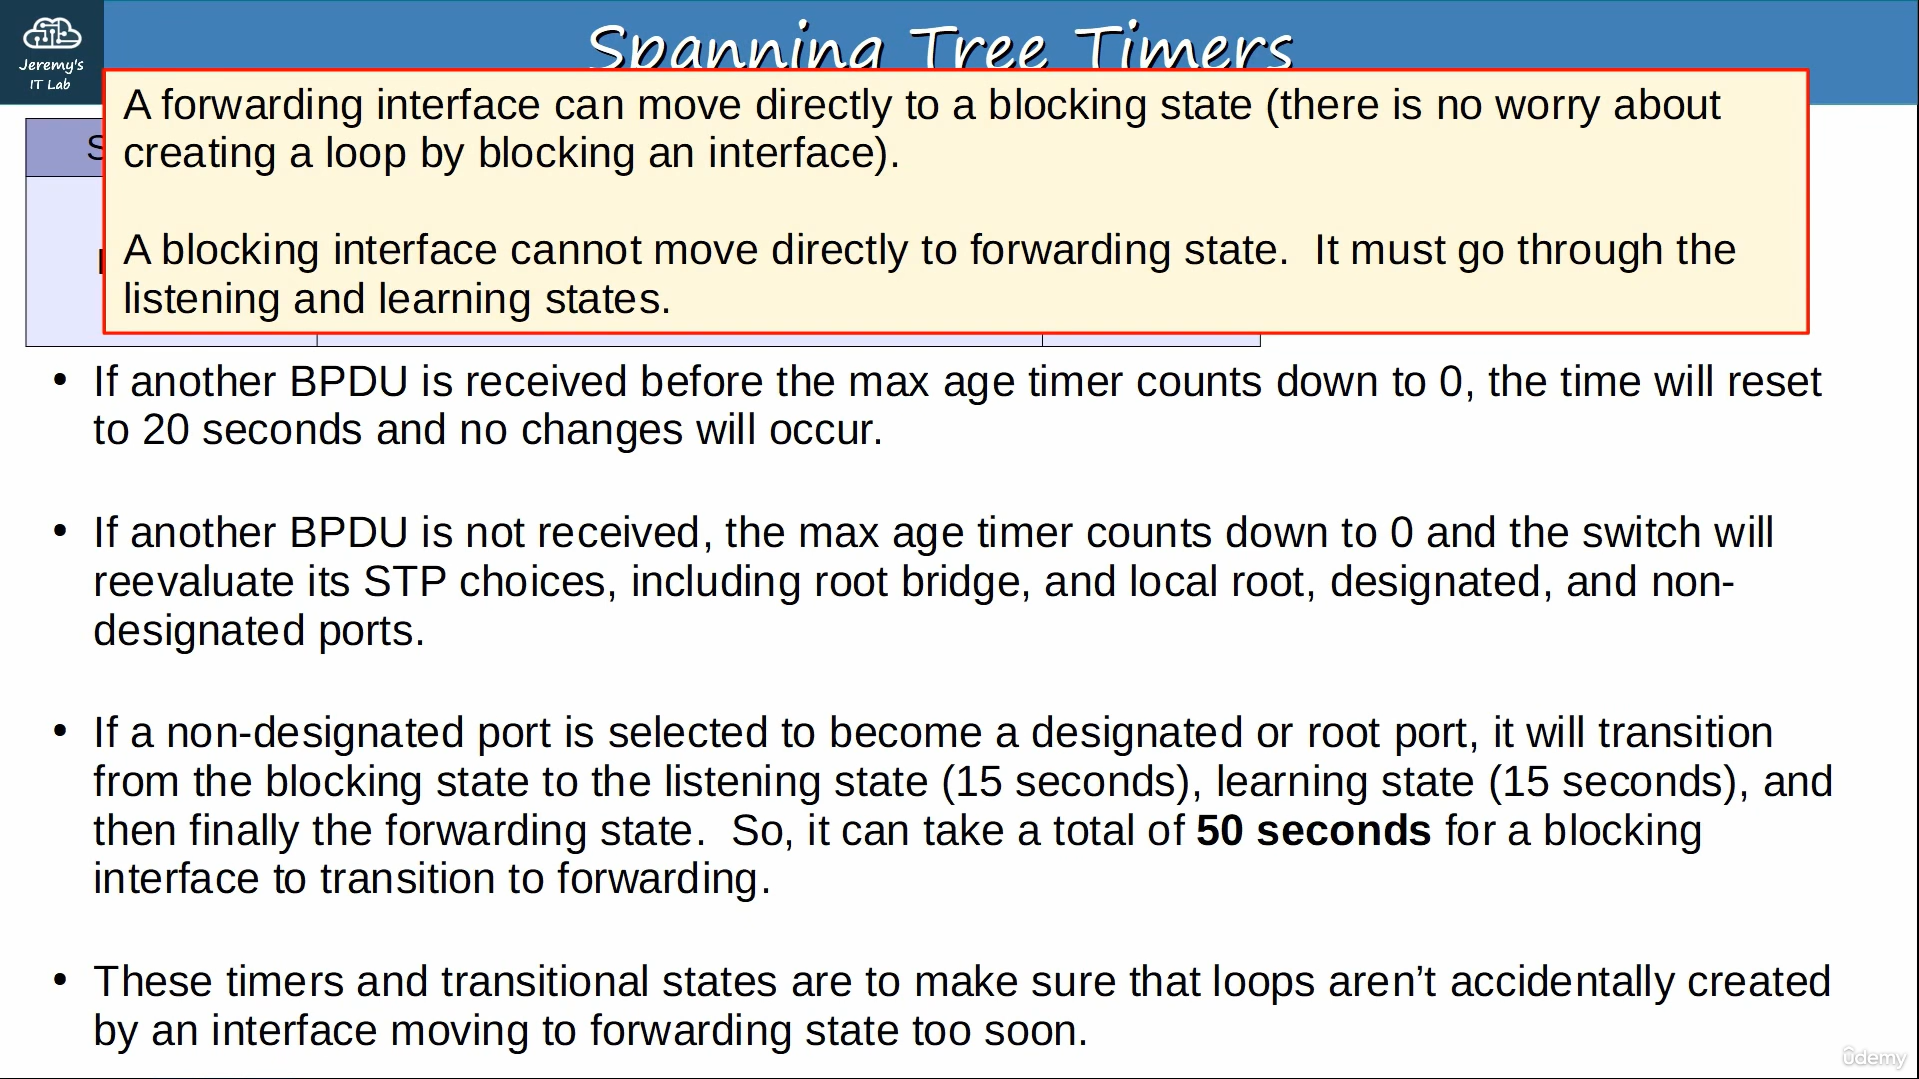 Jeremy's
IT Lab
Spanning Tree Timers
A forwarding interface can move directly to a blocking state (there is no worry about
creating a loop by blocking an interface).
A blocking interface cannot move directly to forwarding state.  It must go through the
listening and learning states.
• If another BPDU is received before the max age timer counts down to 0, the time will reset
to 20 seconds and no changes will occur.
• If another BPDU is not received, the max age timer counts down to 0 and the switch will
reevaluate its STP choices, including root bridge, and local root, designated, and non-
designated ports.
• If a non-designated port is selected to become a designated or root port, it will transition
from the blocking state to the listening state (15 seconds), learning state (15 seconds), and
then finally the forwarding state.  So, it can take a total of 50 seconds for a blocking
interface to transition to forwarding.
• These timers and transitional states are to make sure that loops aren’t accidentally created
by an interface moving to forwarding state too soon.
ûdemy